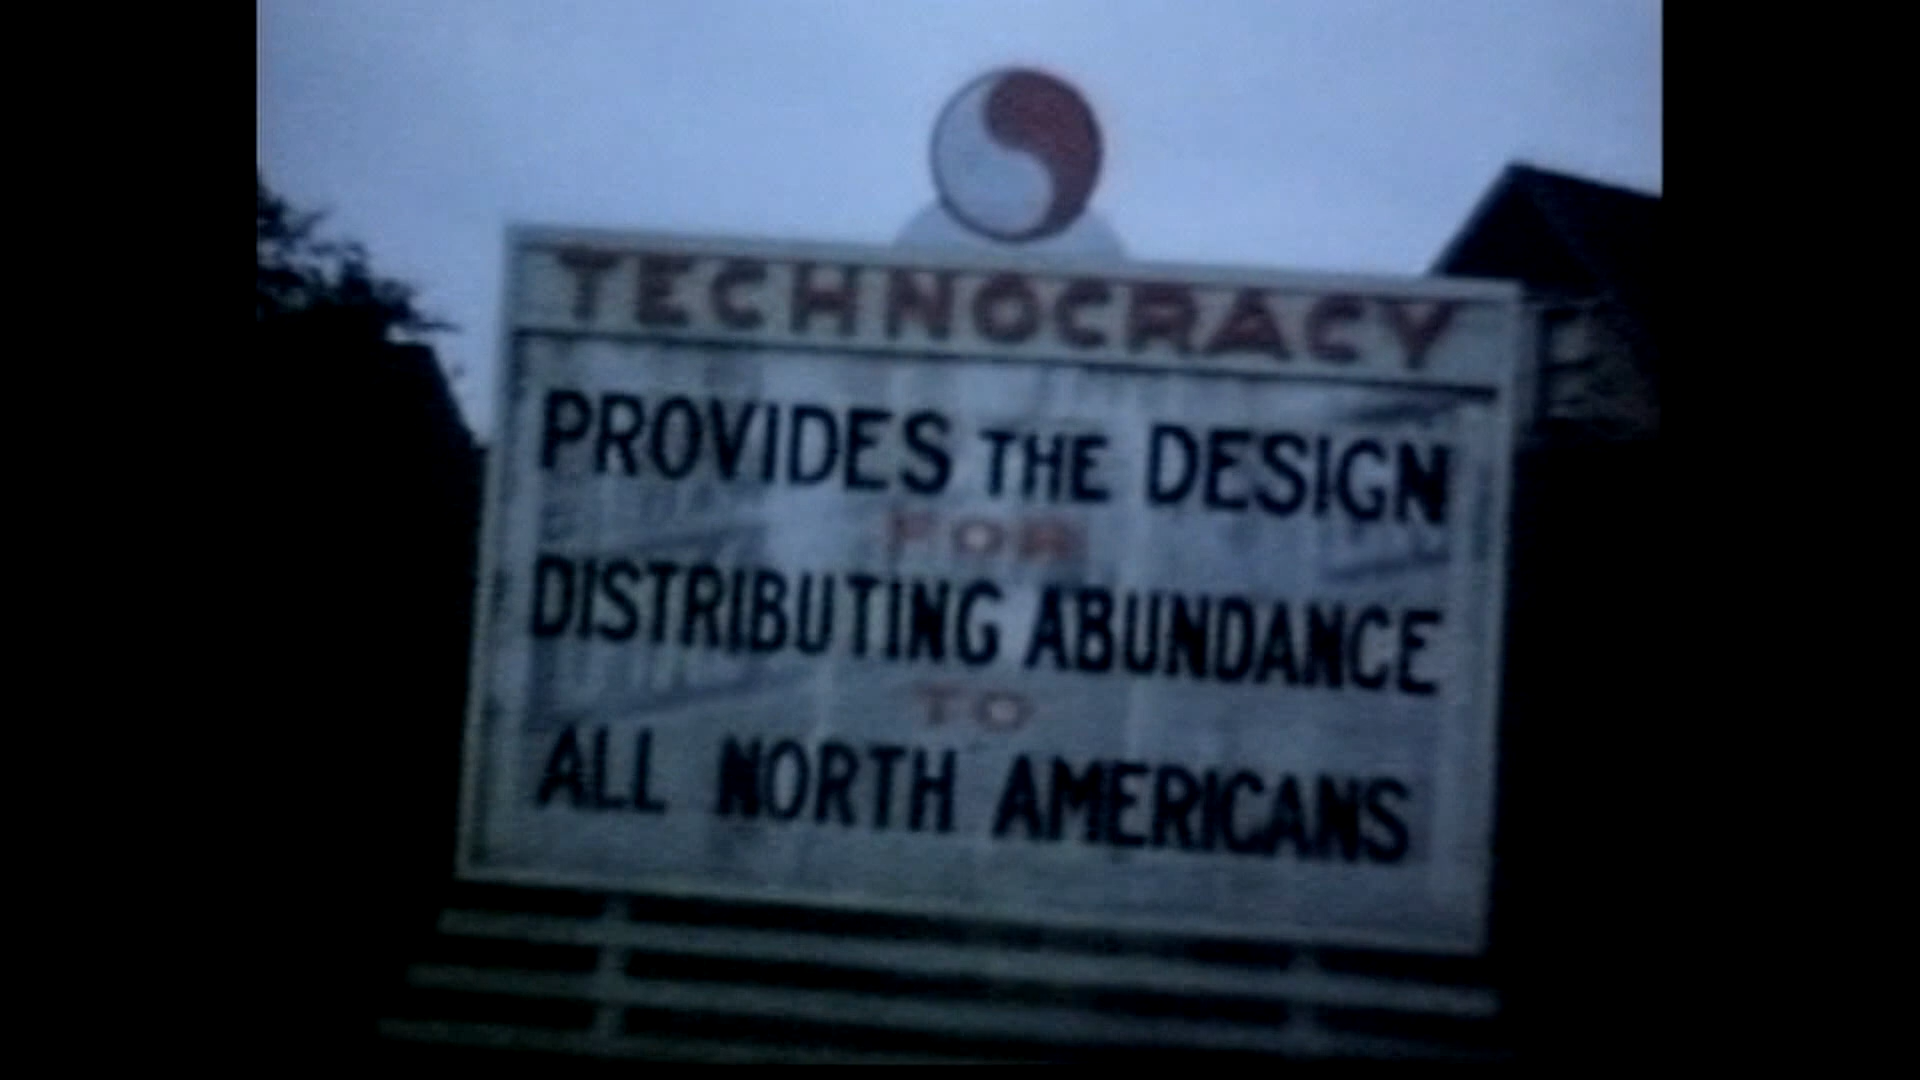 TECHNOCRACY
PROVIDES THE DESIGN
FOR
DISTRIBUTING ABUNDANCE
TO
ALL NORTH AMERICANS